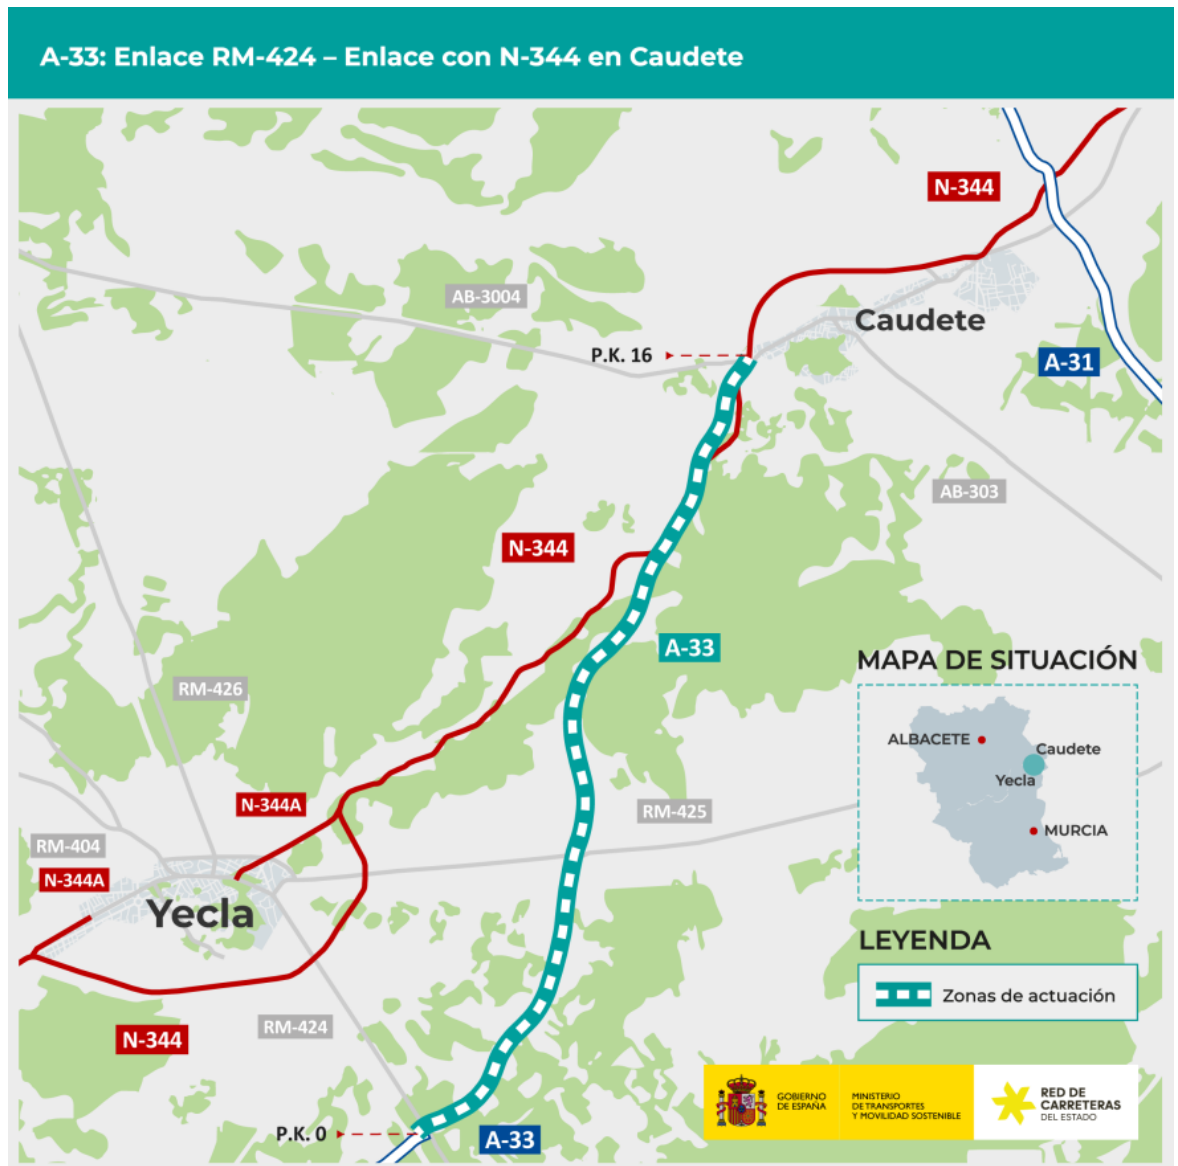 A-33: Enlace RM-424 – Enlace con N-344 en Caudete
N-344
AB-3004
Caudete
P.K. 16
A-31
AB-303
N-344
A-33
MAPA DE SITUACIÓN
RM-426
ALBACETE
Caudete
Yecla
N-344A
RM-425
MURCIA
RM-404
N-344A
Yecla
LEYENDA
Zonas de actuación
RM-424
N-344
P.K. 0
A-33
GOBIERNO
DE ESPAÑA
MINISTERIO
DE TRANSPORTES
Y MOVILIDAD SOSTENIBLE
RED DE
CARRETERAS
DEL ESTADO